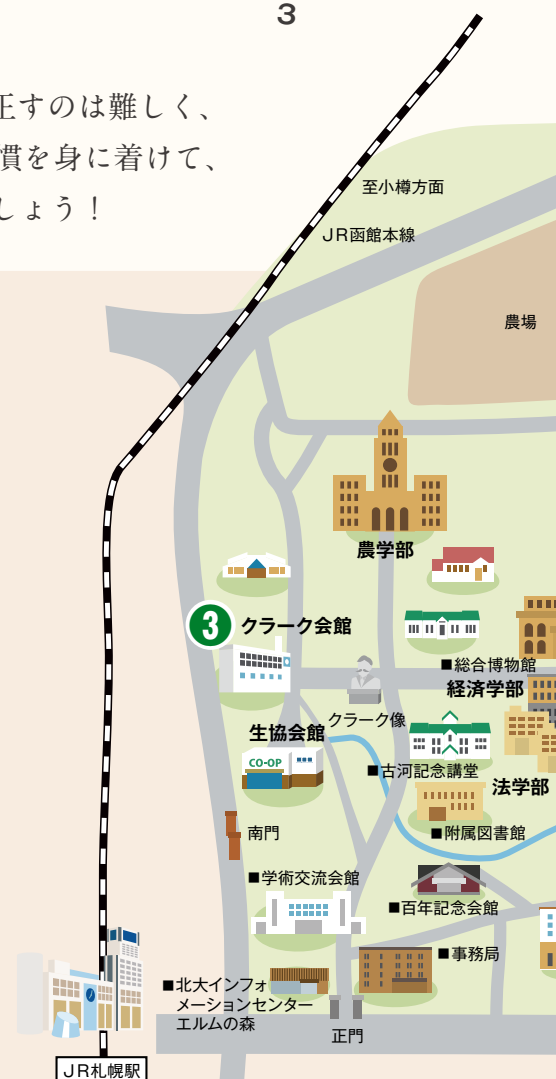 3
正すのは難しく、
慣を身に着けて、
しょう！
至小樽方面
JR函館本線
農場
農学部
3
クラーク会館
■総合博物館
経済学部
クラーク像
生協会館
CO-OP
■古河記念講堂
法学部
南門
■附属図書館
■学術交流会館
■百年記念会館
■事務局
■北大インフォ
メーションセンター
エルムの森
正門
JR札幌駅